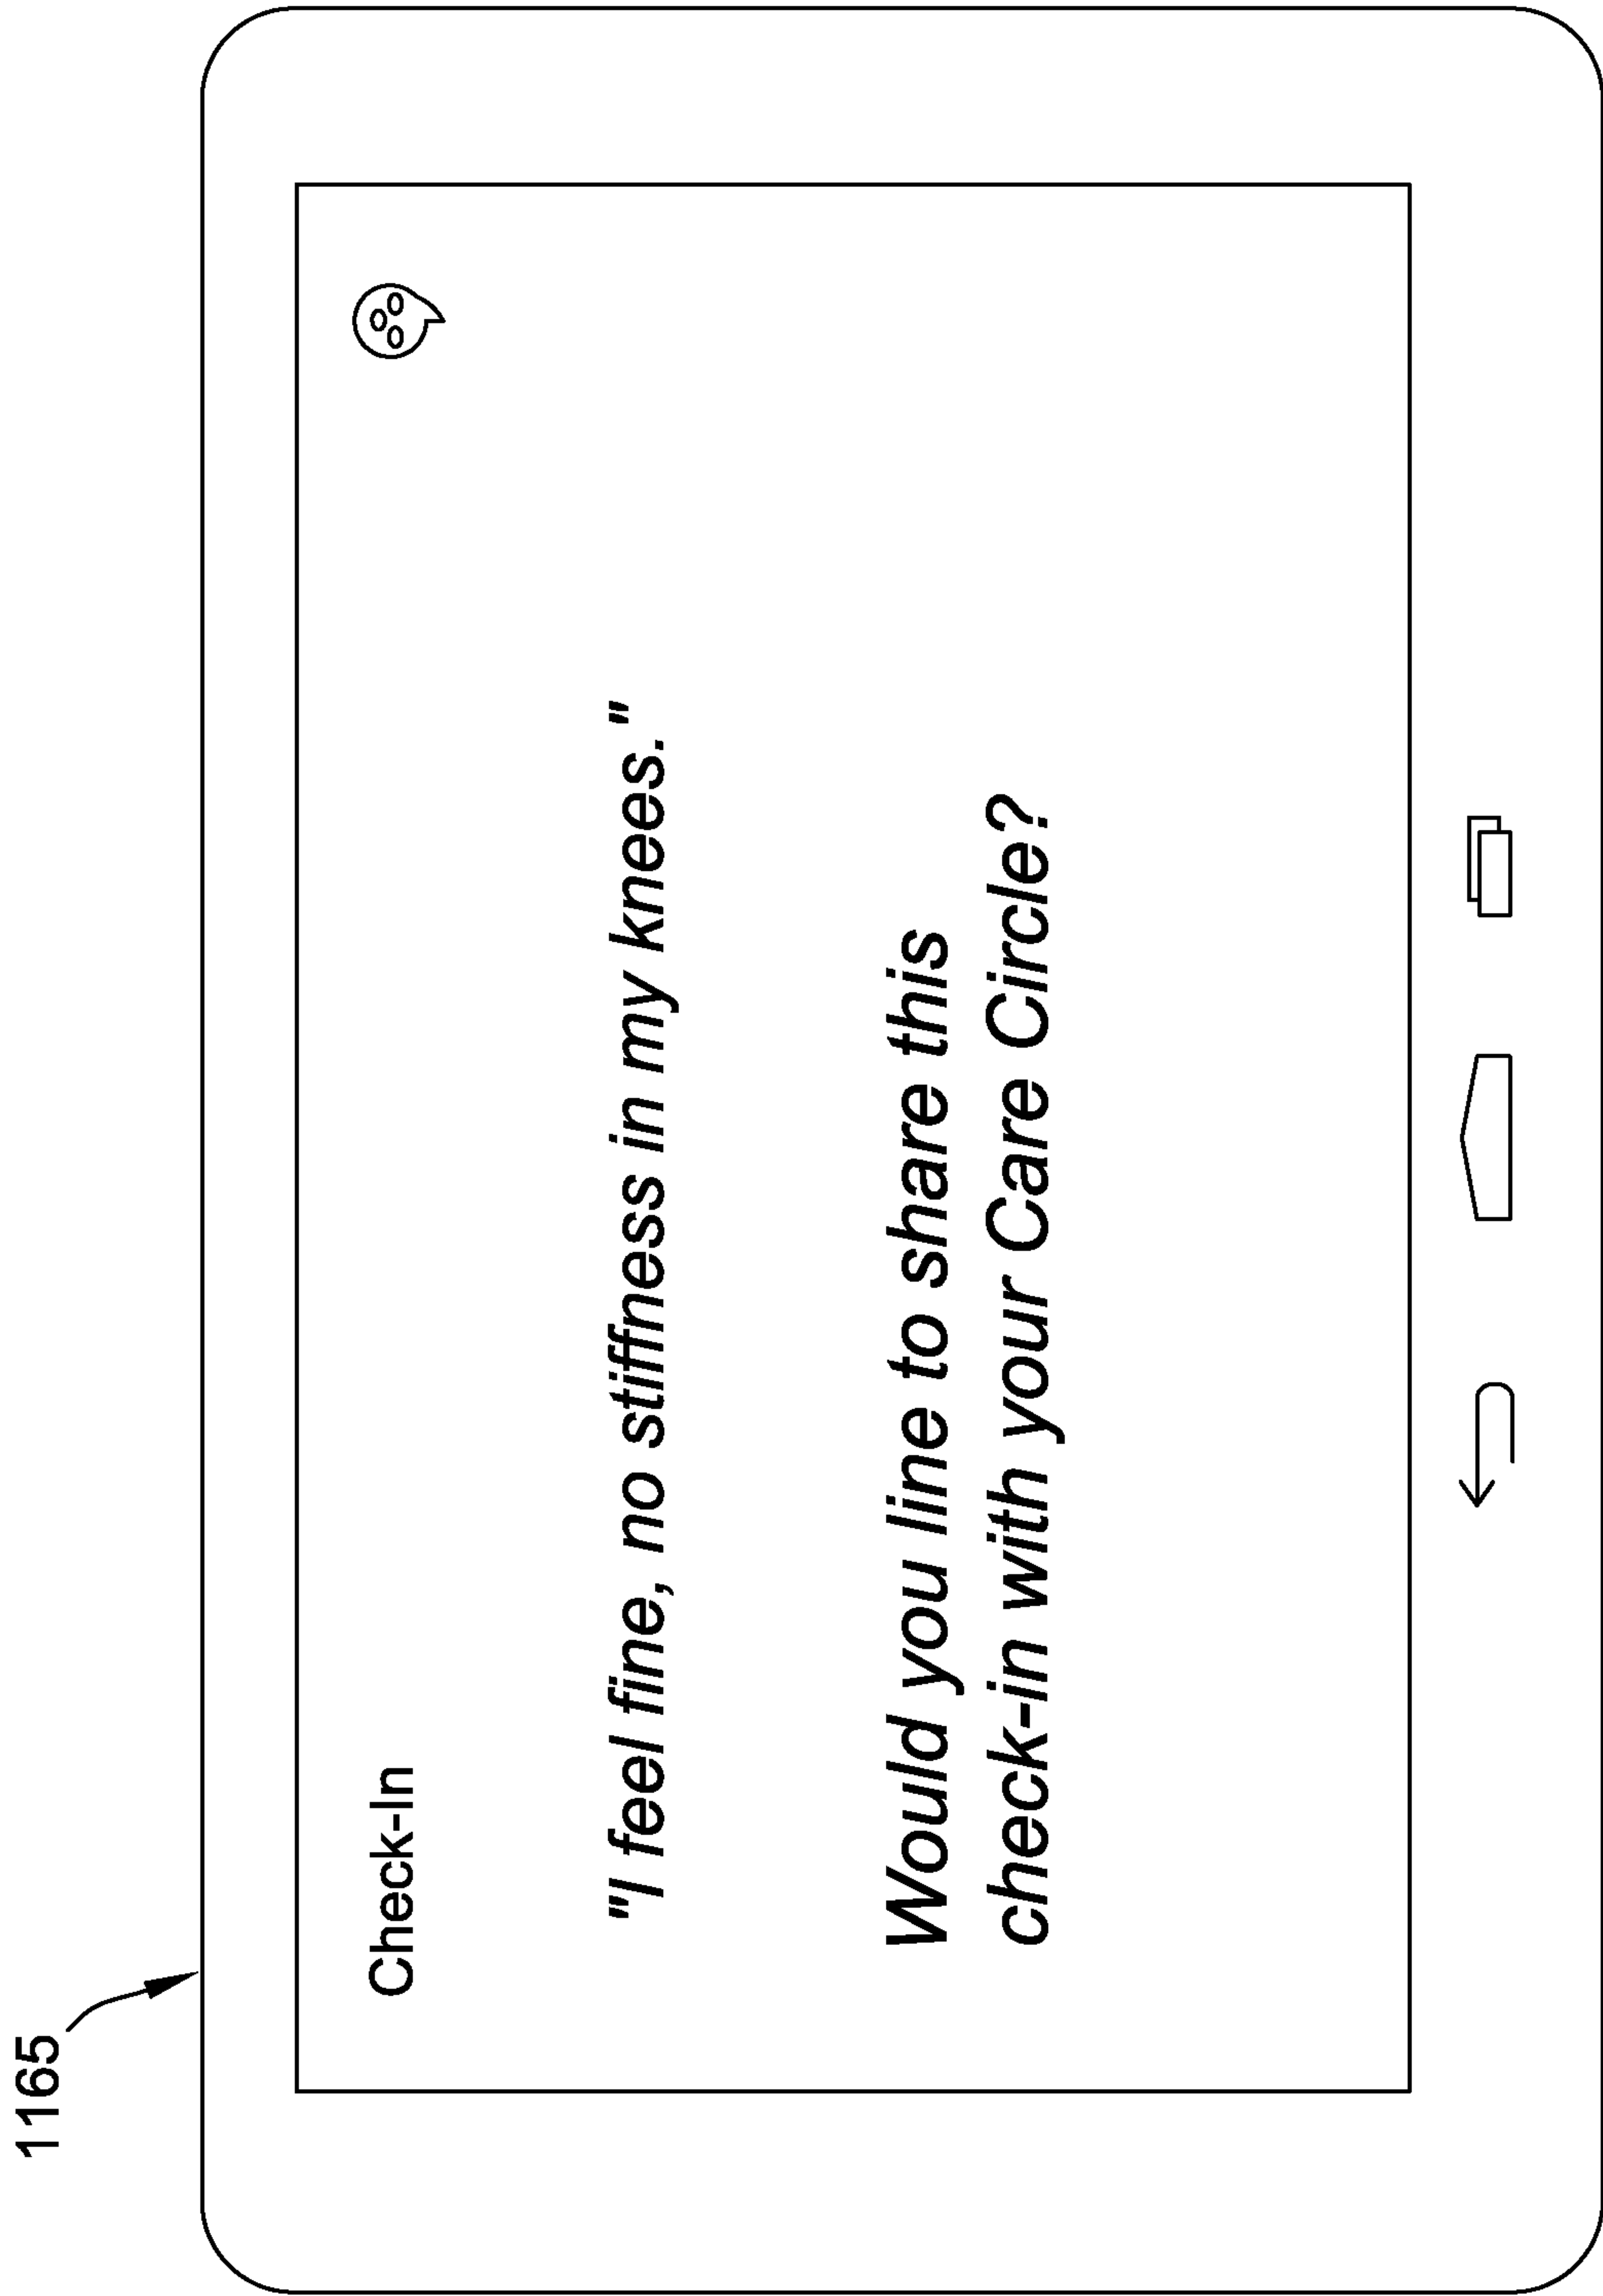 1165
Check-In
"I feel fine, no stiffness in my knees."
Would you line to share this
check-in with your Care Circle?